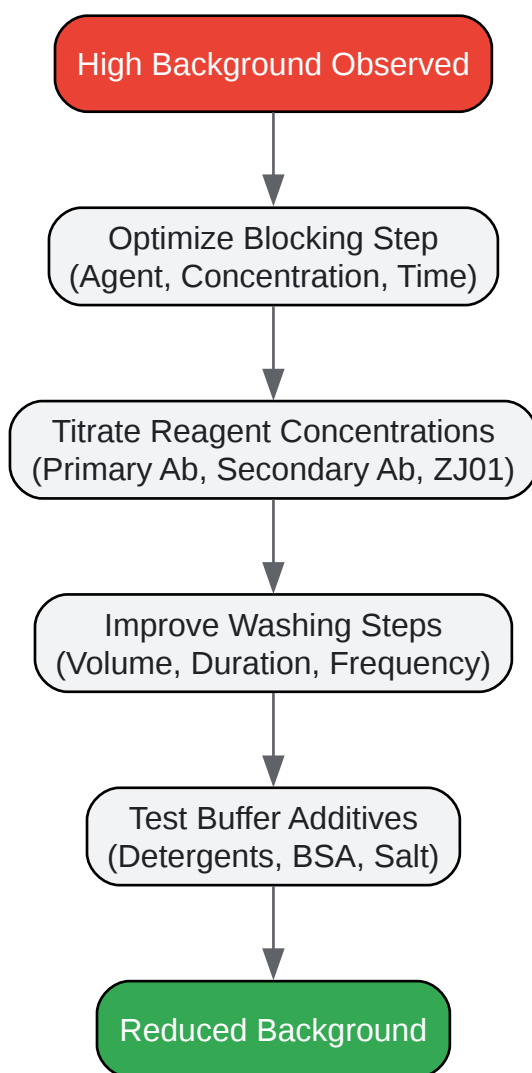 High Background Observed
Optimize Blocking Step
(Agent, Concentration, Time)
Titrate Reagent Concentrations
(Primary Ab, Secondary Ab, ZJ01)
Improve Washing Steps
(Volume, Duration, Frequency)
Test Buffer Additives
(Detergents, BSA, Salt)
Reduced Background